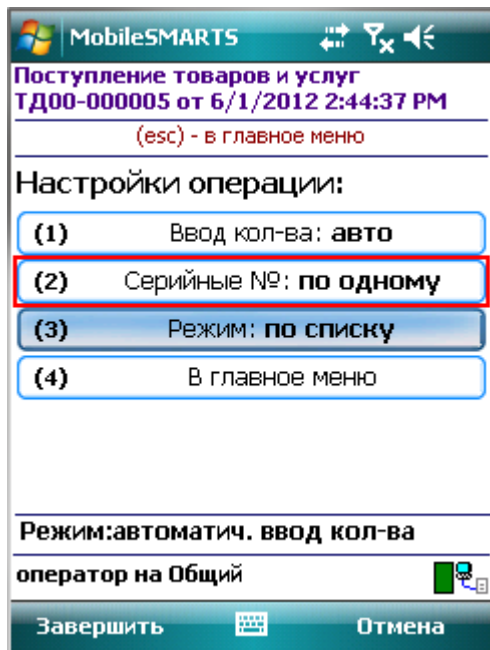 MobileSMARTS
Поступление товаров и услуг
ТД00-000005 от 6/1/2012 2:44:37 PM
(esc) - в главное меню
Настройки операции:
(1) Ввод кол-ва: авто
(2) Серийные №: по одному
(3) Режим: по списку
(4) В главное меню
Режим:автоматич. ввод кол-ва
оператор на Общий
Завершить Отмена